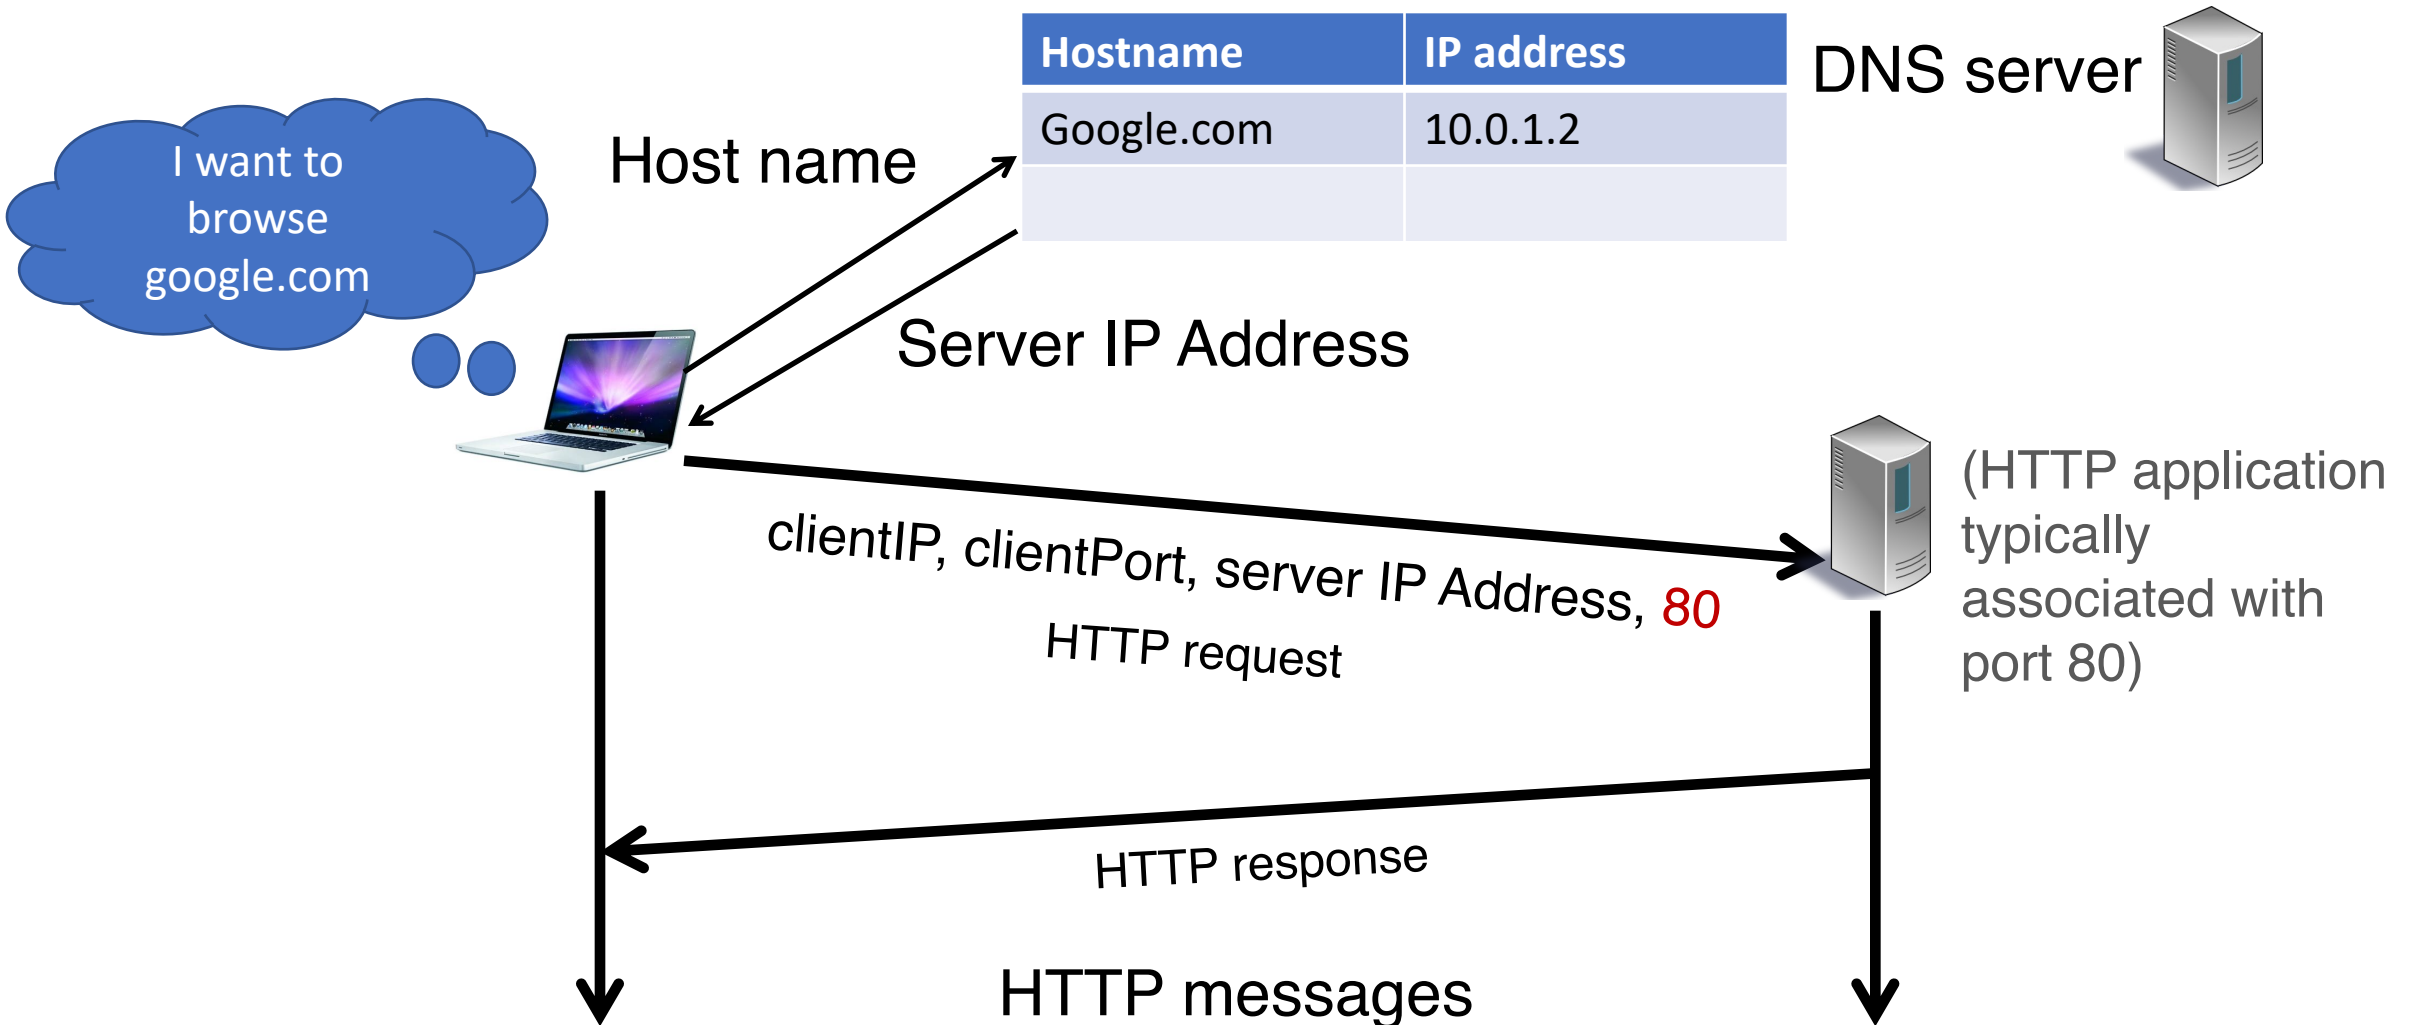 Hostname IP address
DNS server
Google.com 10.0.1.2
I want to
browse
google.com
Host name
Server IP Address
(HTTP application
typically
associated with
port 80)
clientIP, clientPort, server IP Address, 80
HTTP request
HTTP response
HTTP messages